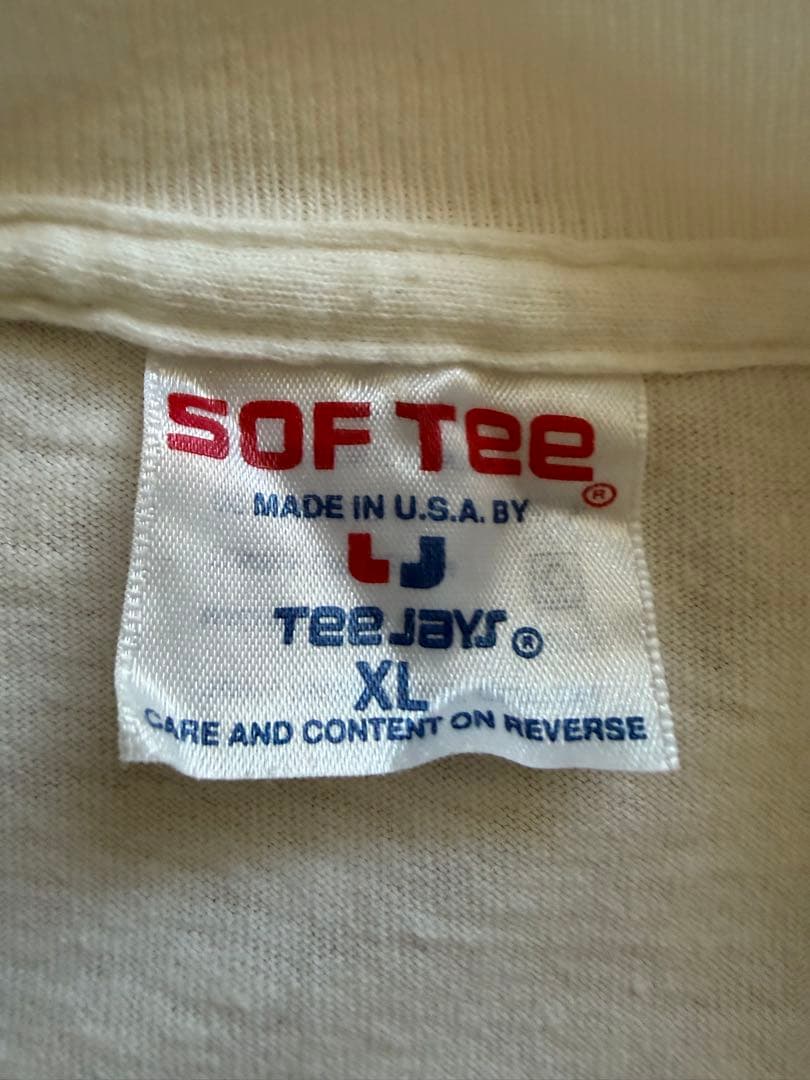 SOF Tee ®
MADE IN U.S.A. BY
TeeJays ®
XL
CARE AND CONTENT ON REVERSE